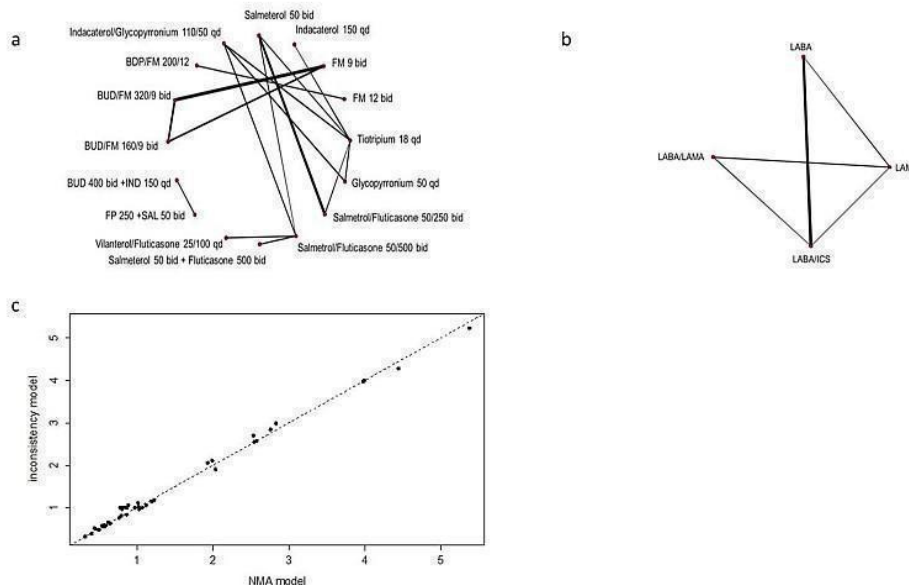 a
Salmeterol 50 bid
Indacaterol/Glycopyrronium 110/50 qd
Indacaterol 150 qd
BDP/FM 200/12
FM 9 bid
BUD/FM 320/9 bid
FM 12 bid
Tiotripium 18 qd
BUD/FM 160/9 bid
Glycopyrronium 50 qd
BUD 400 bid +IND 150 qd
FP 250 +SAL 50 bid
Salmetrol/Fluticasone 50/250 bid
Vilanterol/Fluticasone 25/100 qd
Salmetrol/Fluticasone 50/500 bid
Salmeterol 50 bid + Fluticasone 500 bid
b
LABA
LABA/LAMA
LAM
LABA/ICS
c
5
4
3
2
1
inconsistency model
1 2 3 4 5
NMA model